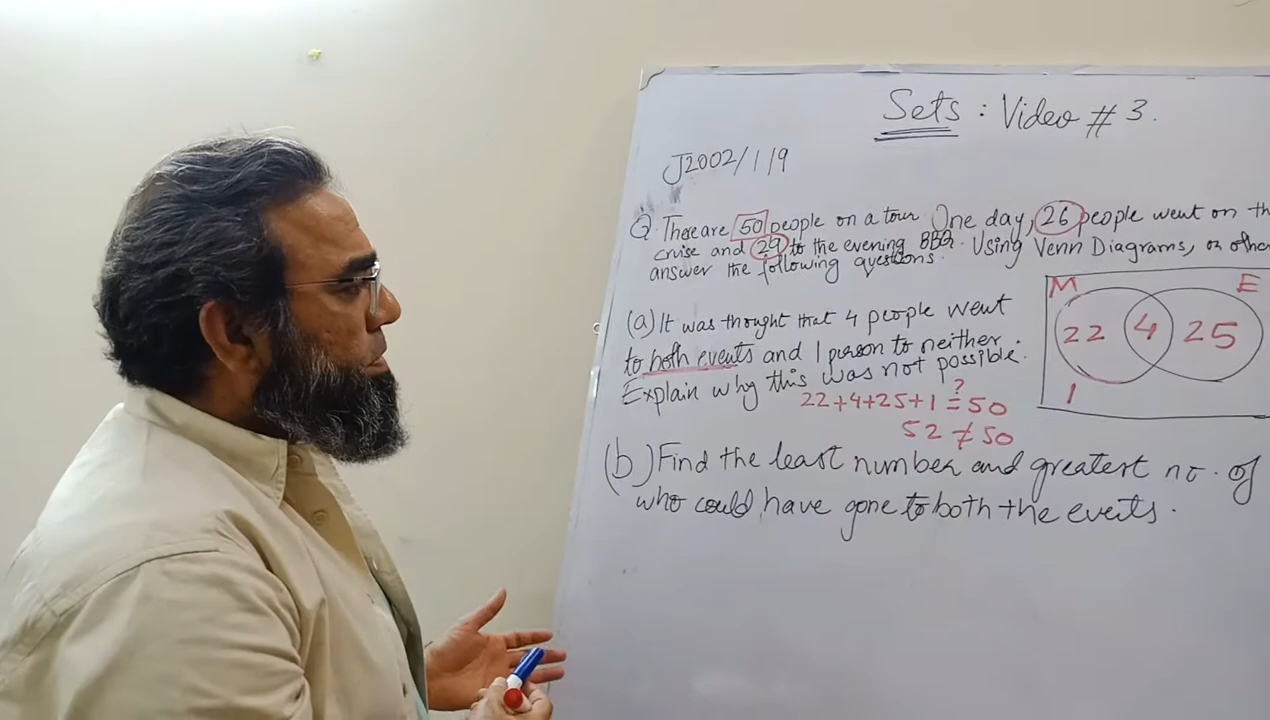 Sets : Video # 3.
J2002/1/9
Q. There are 50 people on a tour One day, 26 people went on th
cruise and 29 to the evening BBQ. Using Venn Diagrams, or other
answer the following questions.
M E
22 4 25
1
(a) It was thought that 4 people went
to both events and 1 person to neither.
Explain why this was not possible.
22+4+25+1 ?= 50
52 ≠ 50
(b) Find the least number and greatest no. of
who could have gone to both the events.